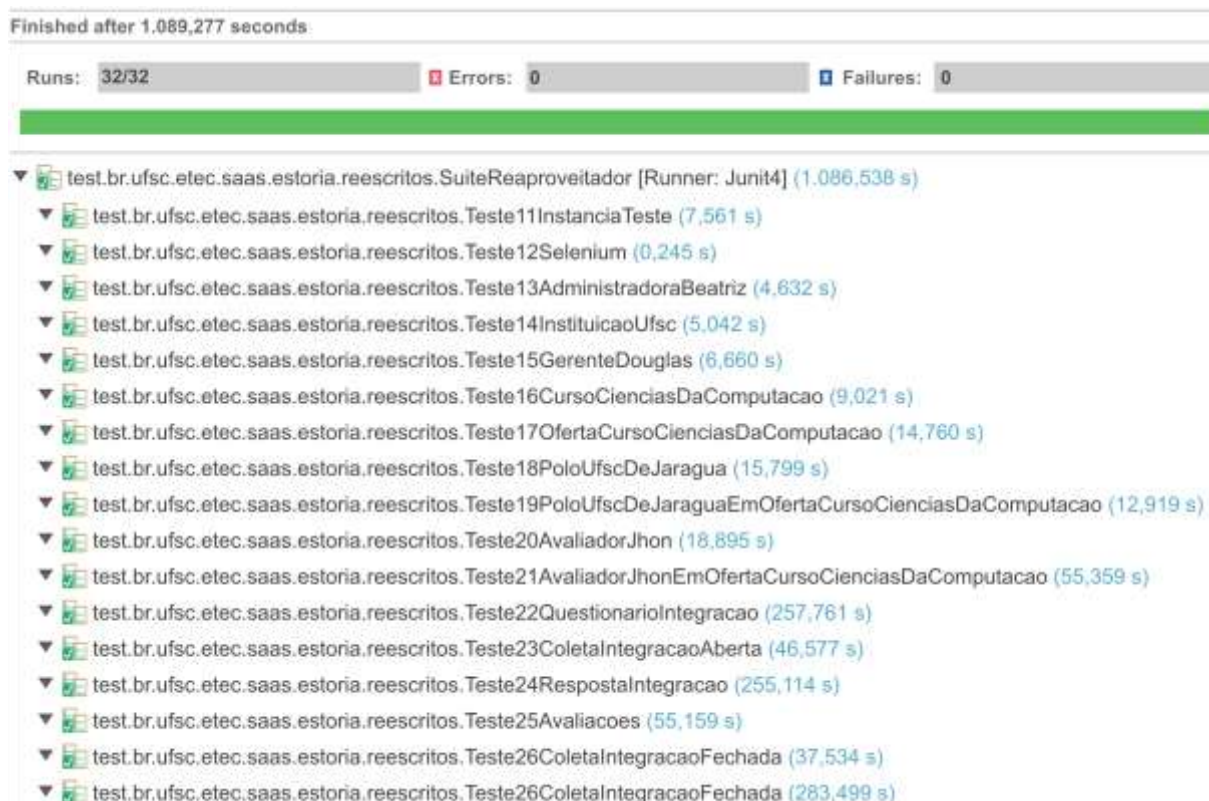 Finished after 1.089,277 seconds
Runs: 32/32 Errors: 0 Failures: 0
test.br.ufsc.etec.saas.estoria.reescritos.SuiteReaproveitador [Runner: Junit4] (1.086,538 s)
test.br.ufsc.etec.saas.estoria.reescritos.Teste11InstanciaTeste (7,561 s)
test.br.ufsc.etec.saas.estoria.reescritos.Teste12Selenium (0,245 s)
test.br.ufsc.etec.saas.estoria.reescritos.Teste13AdministradoraBeatriz (4,632 s)
test.br.ufsc.etec.saas.estoria.reescritos.Teste14InstituicaoUfsc (5,042 s)
test.br.ufsc.etec.saas.estoria.reescritos.Teste15GerenteDouglas (6,660 s)
test.br.ufsc.etec.saas.estoria.reescritos.Teste16CursoCienciasDaComputacao (9,021 s)
test.br.ufsc.etec.saas.estoria.reescritos.Teste17OfertaCursoCienciasDaComputacao (14,760 s)
test.br.ufsc.etec.saas.estoria.reescritos.Teste18PoloUfscDeJaragua (15,799 s)
test.br.ufsc.etec.saas.estoria.reescritos.Teste19PoloUfscDeJaraguaEmOfertaCursoCienciasDaComputacao (12,919 s)
test.br.ufsc.etec.saas.estoria.reescritos.Teste20AvaliadorJhon (18,895 s)
test.br.ufsc.etec.saas.estoria.reescritos.Teste21AvaliadorJhonEmOfertaCursoCienciasDaComputacao (55,359 s)
test.br.ufsc.etec.saas.estoria.reescritos.Teste22QuestionarioIntegracao (257,761 s)
test.br.ufsc.etec.saas.estoria.reescritos.Teste23ColetaIntegracaoAberta (46,577 s)
test.br.ufsc.etec.saas.estoria.reescritos.Teste24RespostaIntegracao (255,114 s)
test.br.ufsc.etec.saas.estoria.reescritos.Teste25Avaliacoes (55,159 s)
test.br.ufsc.etec.saas.estoria.reescritos.Teste26ColetaIntegracaoFechada (37,534 s)
test.br.ufsc.etec.saas.estoria.reescritos.Teste26ColetaIntegracaoFechada (283,499 s)